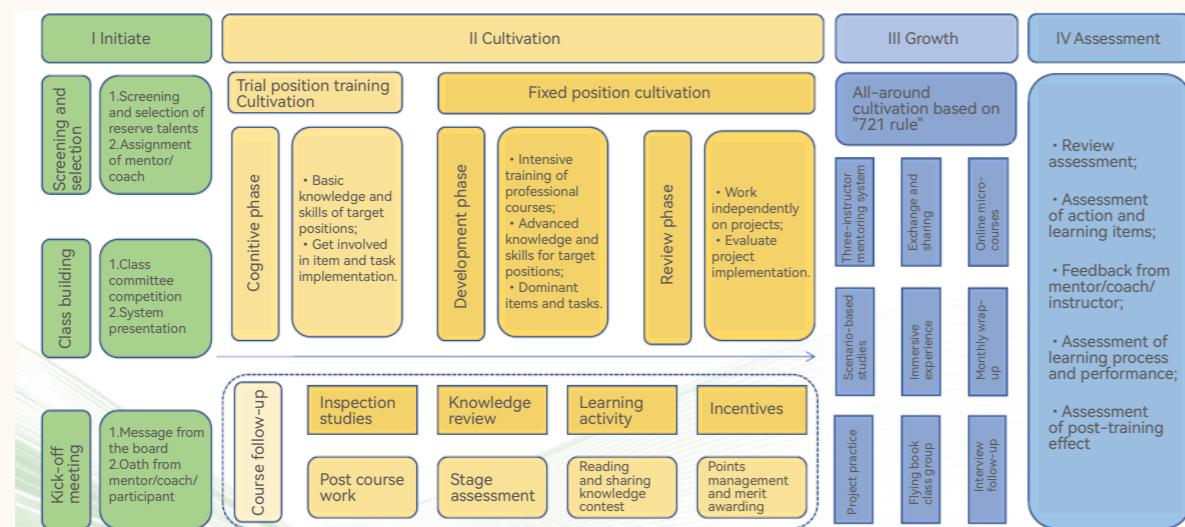 I Initiate
II Cultivation
III Growth
IV Assessment
Screening and
selection
1.Screening
and selection of
reserve talents
2.Assignment
of mentor/
coach
Class building
1.Class
committee
competition
2.System
presentation
Kick-off
meeting
1.Message from
the board
2.Oath from
mentor/coach/
participant
Trial position training
Cultivation
Fixed position cultivation
Cognitive phase
• Basic
knowledge and
skills of target
positions;
• Get involved
in item and task
implementation.
Development phase
• Intensive
training of
professional
courses;
• Advanced
knowledge and
skills for target
positions;
• Dominant
items and tasks.
Review phase
• Work
independently
on projects;
• Evaluate
project
implementation.
Course follow-up
Inspection
studies
Knowledge
review
Learning
activity
Incentives
Post course
work
Stage
assessment
Reading
and sharing
knowledge
contest
Points
management
and merit
awarding
All-around
cultivation based on
"721 rule"
Three-instructor
mentoring system
Exchange and
sharing
Online micro-
courses
Scenario-based
studies
Immersive
experience
Monthly wrap-
up
Project practice
Flying book
class group
Interview
follow-up
• Review
assessment;
• Assessment
of action and
learning items;
• Feedback from
mentor/coach/
instructor;
• Assessment of
learning process
and performance;
• Assessment
of post-training
effect